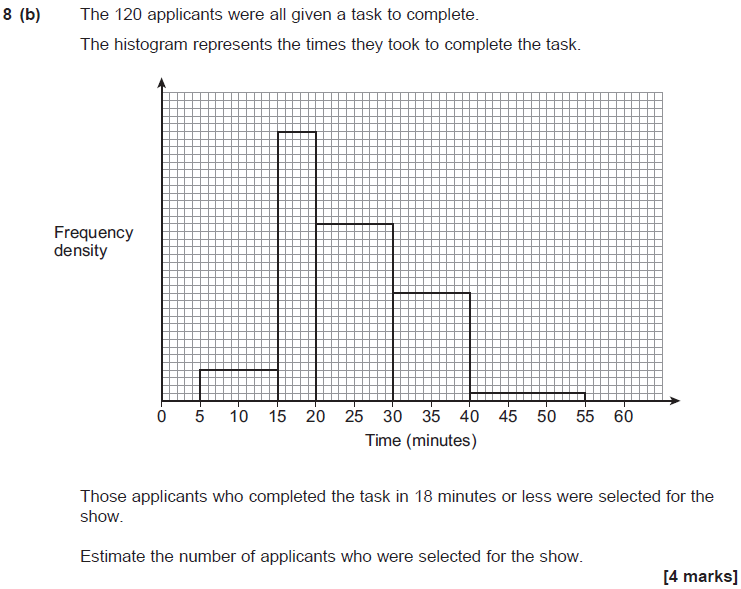 8 (b) The 120 applicants were all given a task to complete.
The histogram represents the times they took to complete the task.
Frequency
density
0 5 10 15 20 25 30 35 40 45 50 55 60
Time (minutes)
Those applicants who completed the task in 18 minutes or less were selected for the
show.
Estimate the number of applicants who were selected for the show.
[4 marks]